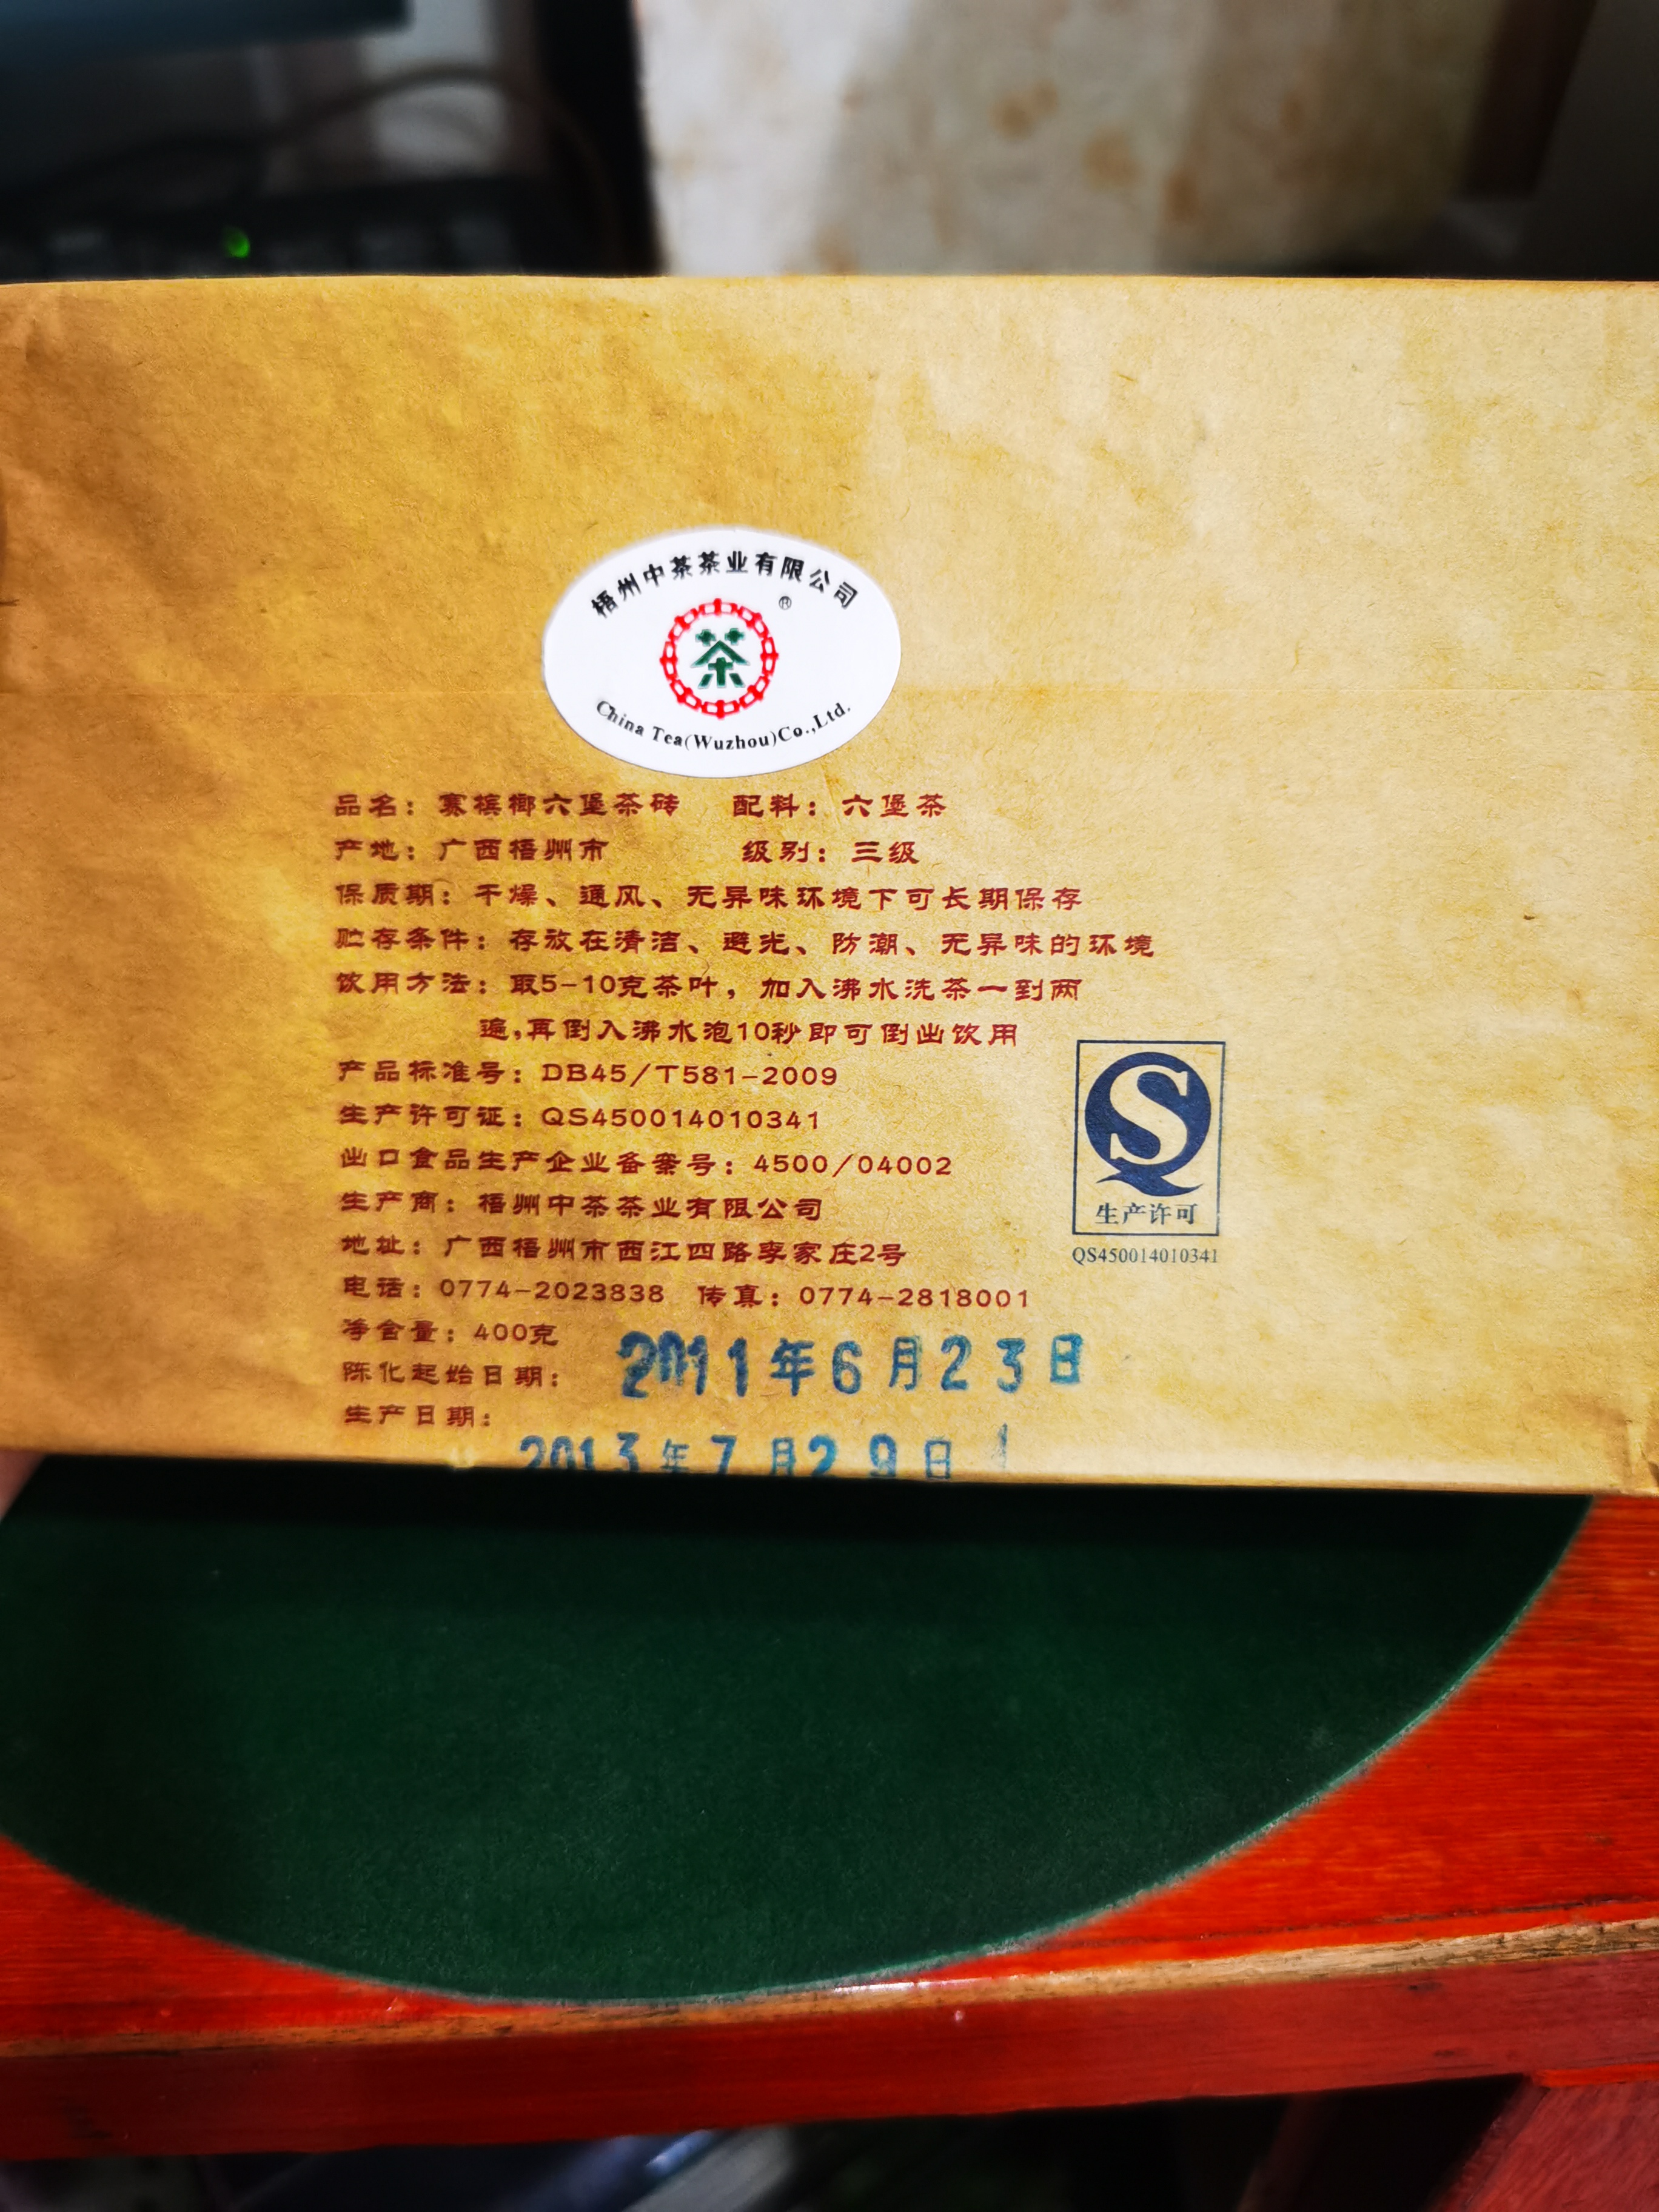 梧州中茶茶业有限公司
®
茶
China Tea(Wuzhou)Co.,Ltd.
品名：寨槟榔六堡茶砖 配料：六堡茶
产地：广西梧州市 级别：三级
保质期：干燥、通风、无异味环境下可长期保存
贮存条件：存放在清洁、避光、防潮、无异味的环境
饮用方法：取5-10克茶叶，加入沸水洗茶一到两
遍，再倒入沸水泡10秒即可倒出饮用
产品标准号：DB45/T581-2009
生产许可证：QS450014010341
出口食品生产企业备案号：4500/04002
生产商：梧州中茶茶业有限公司
地址：广西梧州市西江四路李家庄2号
电话：0774-2023838 传真：0774-2818001
净含量：400克
陈化起始日期：2011年6月23日
生产日期：
2013年7月29日 1
生产许可
QS450014010341